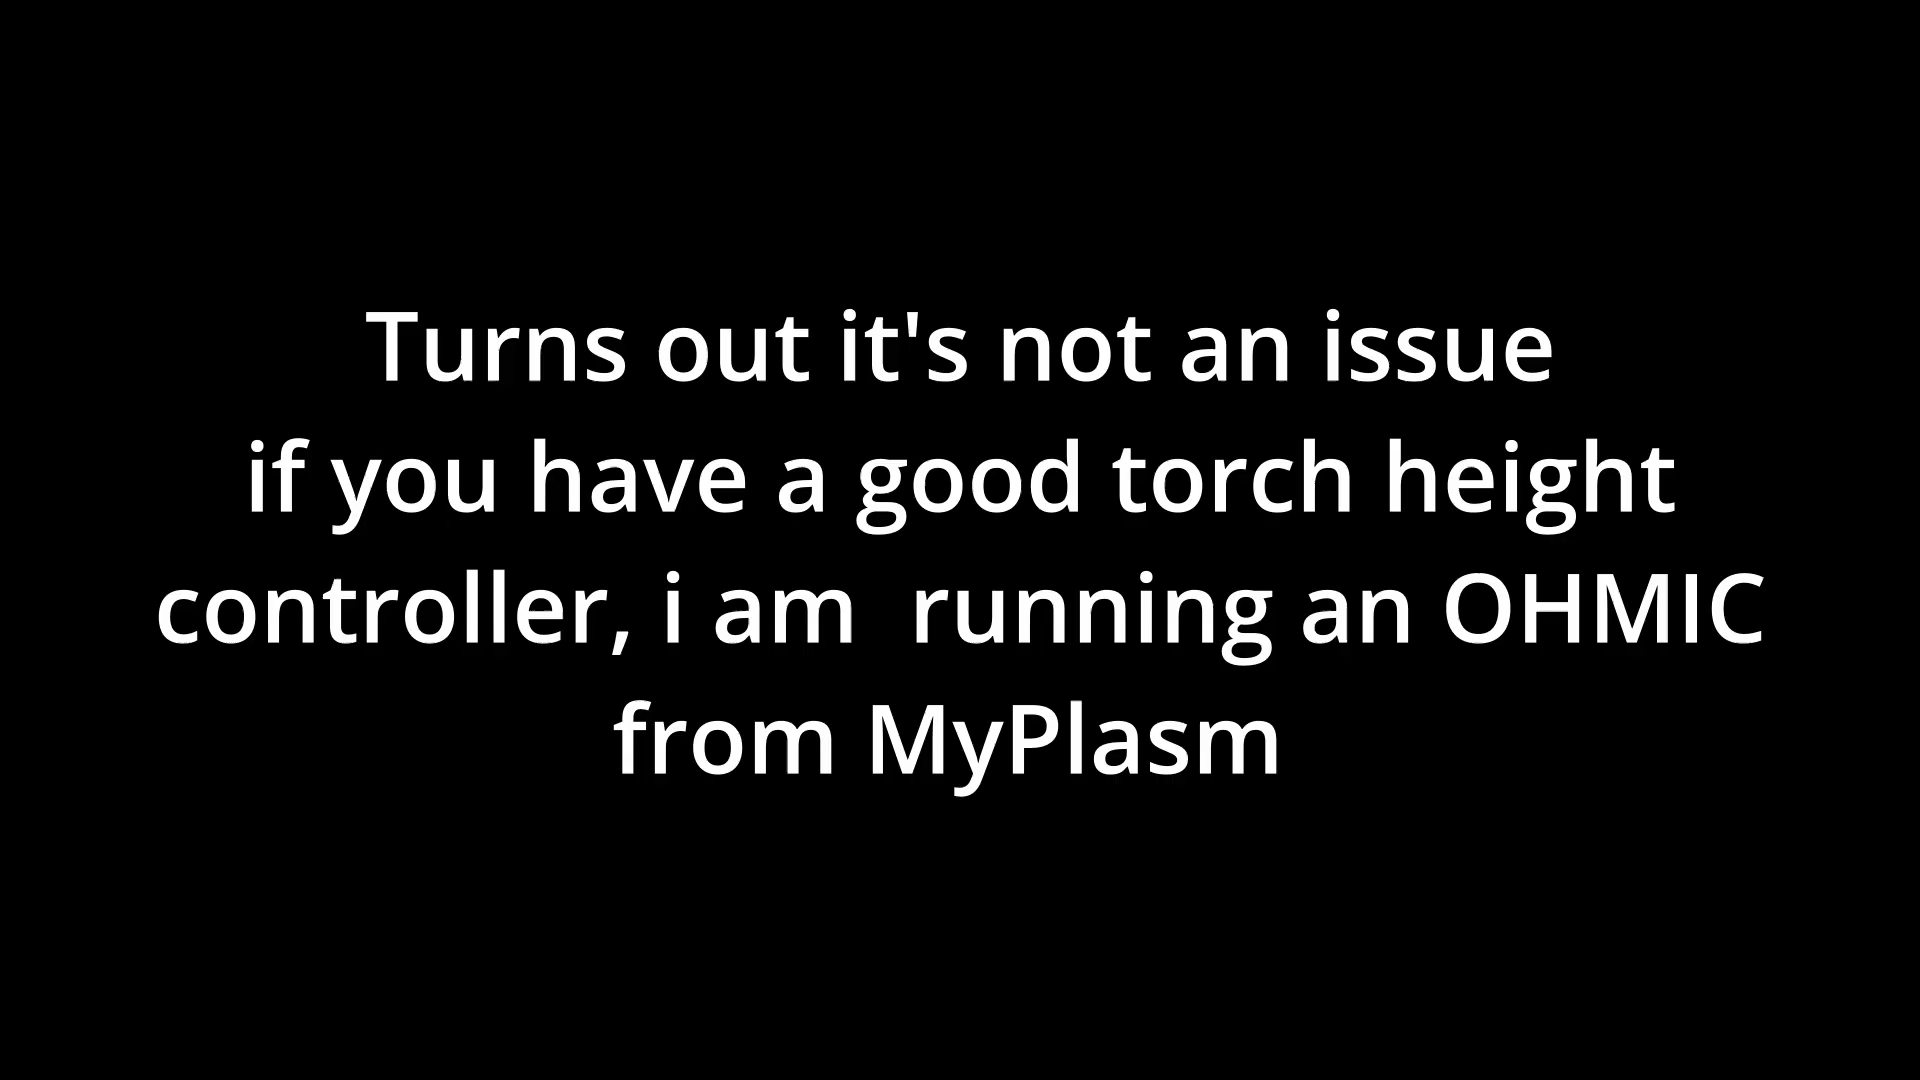 Turns out it's not an issue
if you have a good torch height
controller, i am  running an OHMIC
from MyPlasm